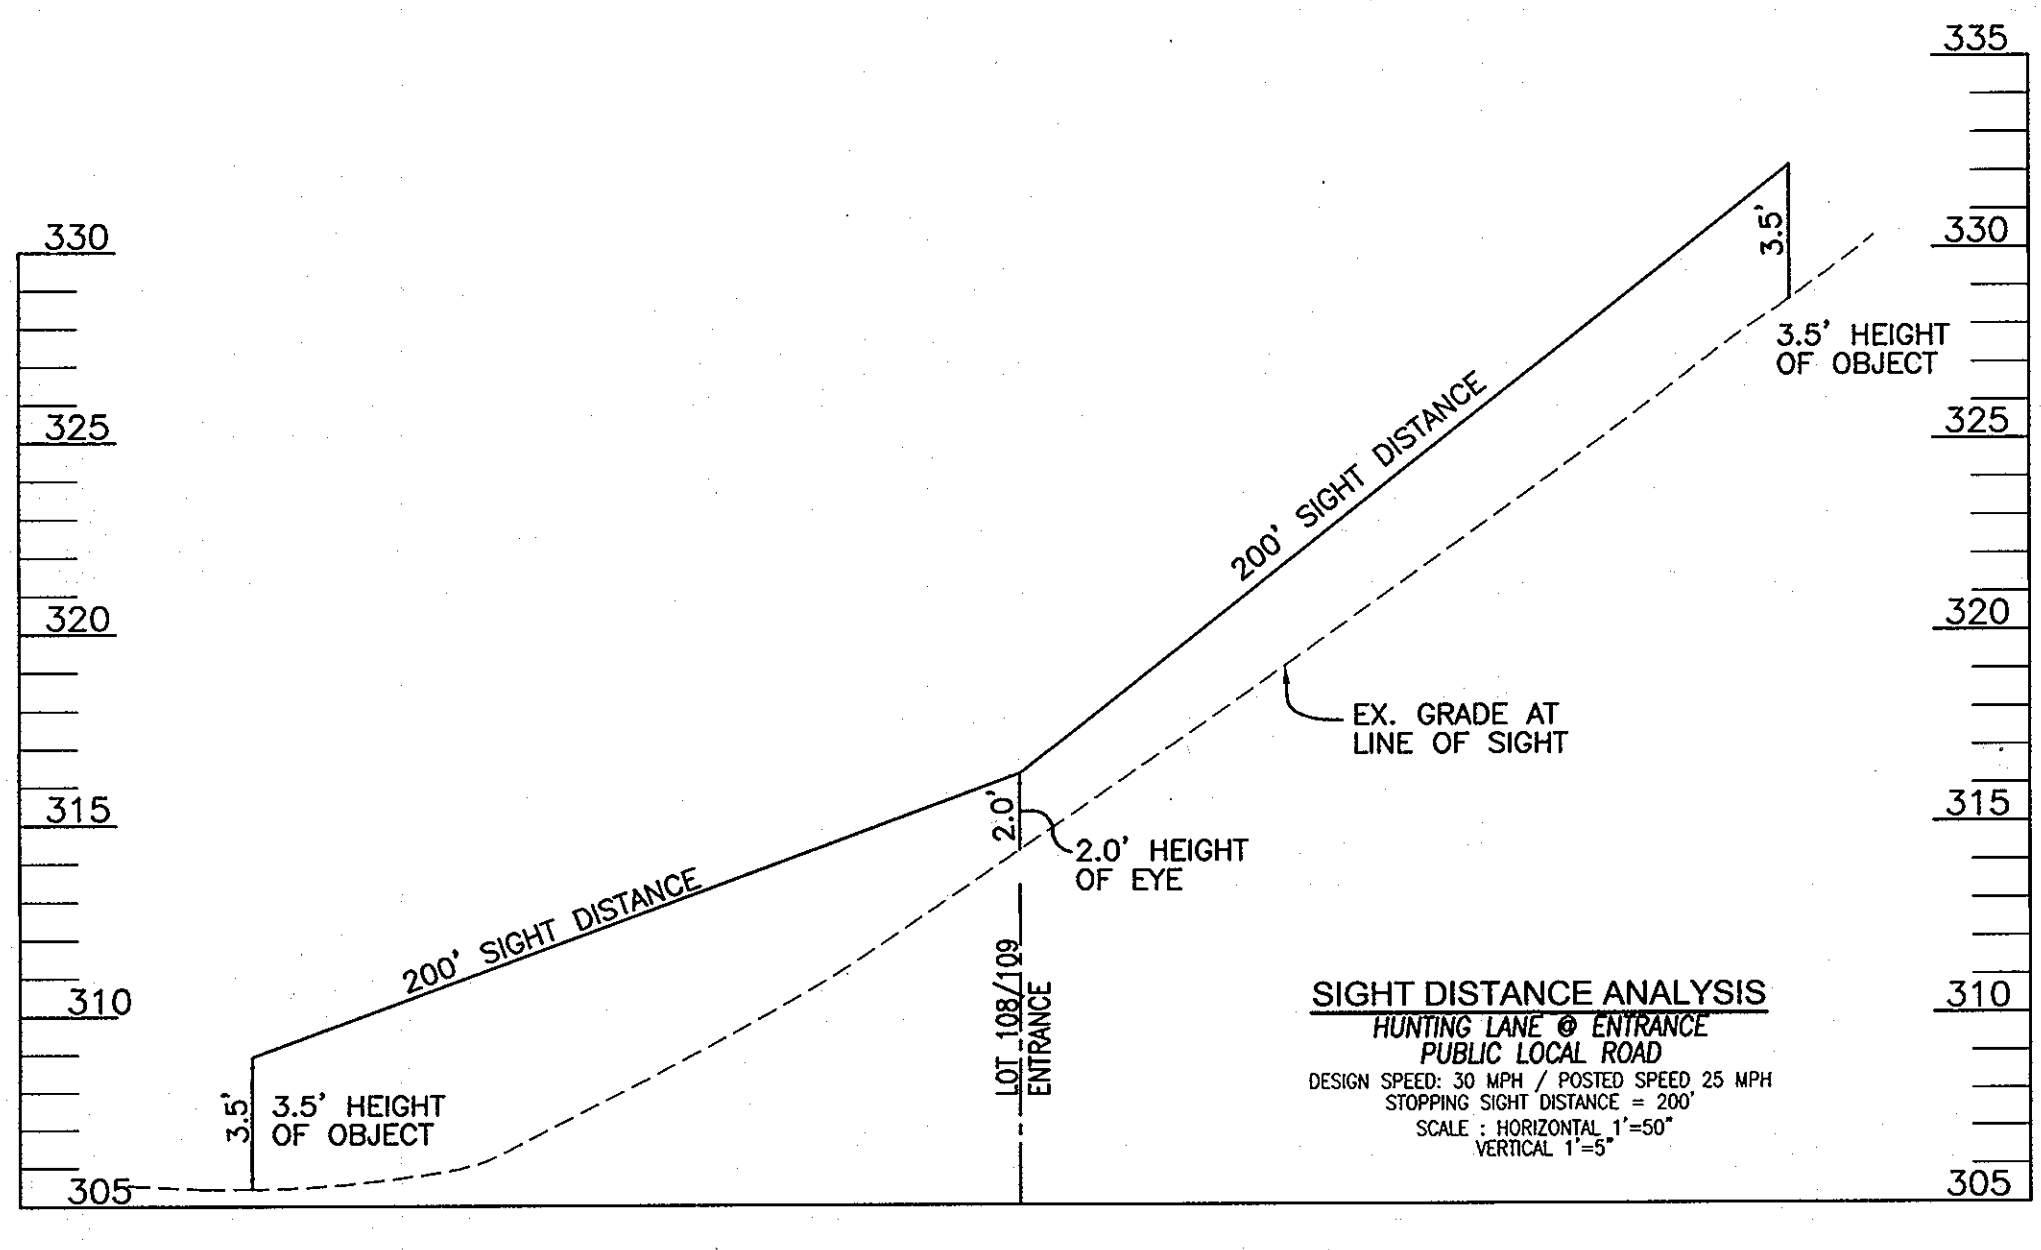 335
330
325
320
315
310
305
330
325
320
315
310
305
3.5'
3.5' HEIGHT
OF OBJECT
200' SIGHT DISTANCE
EX. GRADE AT
LINE OF SIGHT
2.0'
2.0' HEIGHT
OF EYE
200' SIGHT DISTANCE
3.5'
3.5' HEIGHT
OF OBJECT
LOT 108/109
ENTRANCE
SIGHT DISTANCE ANALYSIS
HUNTING LANE @ ENTRANCE
PUBLIC LOCAL ROAD
DESIGN SPEED: 30 MPH / POSTED SPEED 25 MPH
STOPPING SIGHT DISTANCE = 200'
SCALE : HORIZONTAL 1'=50"
VERTICAL 1'=5"